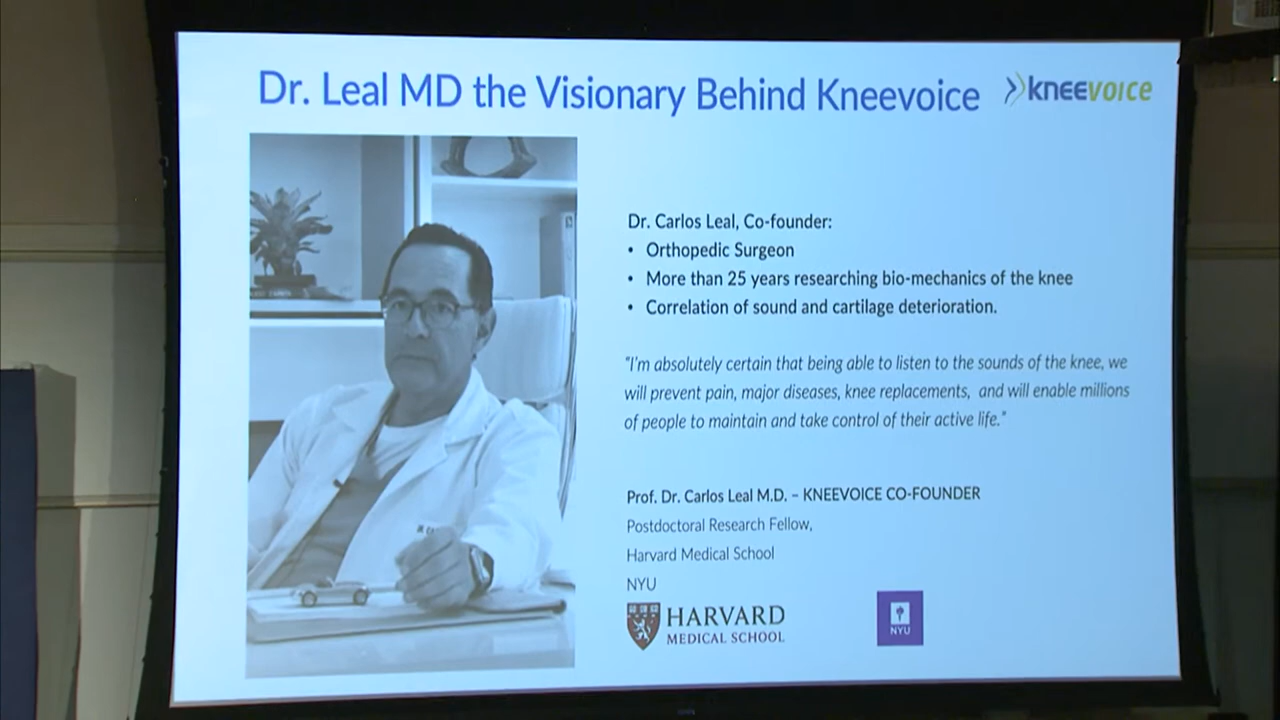 Dr. Leal MD the Visionary Behind Kneevoice
kneevoice
Dr. Carlos Leal, Co-founder:
• Orthopedic Surgeon
• More than 25 years researching bio-mechanics of the knee
• Correlation of sound and cartilage deterioration.
“I’m absolutely certain that being able to listen to the sounds of the knee, we
will prevent pain, major diseases, knee replacements, and will enable millions
of people to maintain and take control of their active life.”
Prof. Dr. Carlos Leal M.D. – KNEEVOICE CO-FOUNDER
Postdoctoral Research Fellow,
Harvard Medical School
NYU
HARVARD
MEDICAL SCHOOL
NYU